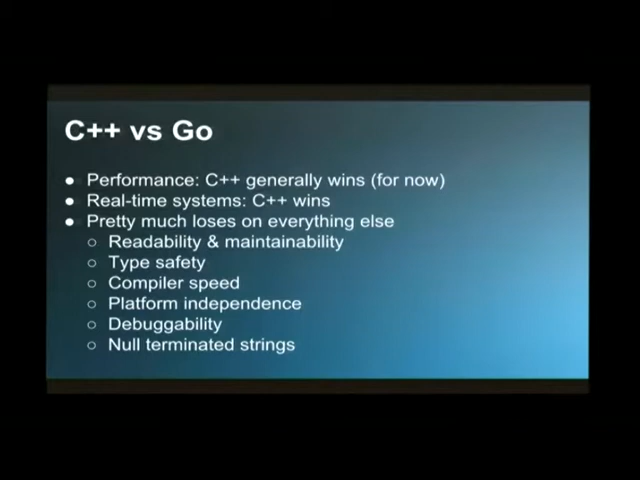 C++ vs Go
● Performance: C++ generally wins (for now)
● Real-time systems: C++ wins
● Pretty much loses on everything else
○ Readability & maintainability
○ Type safety
○ Compiler speed
○ Platform independence
○ Debuggability
○ Null terminated strings